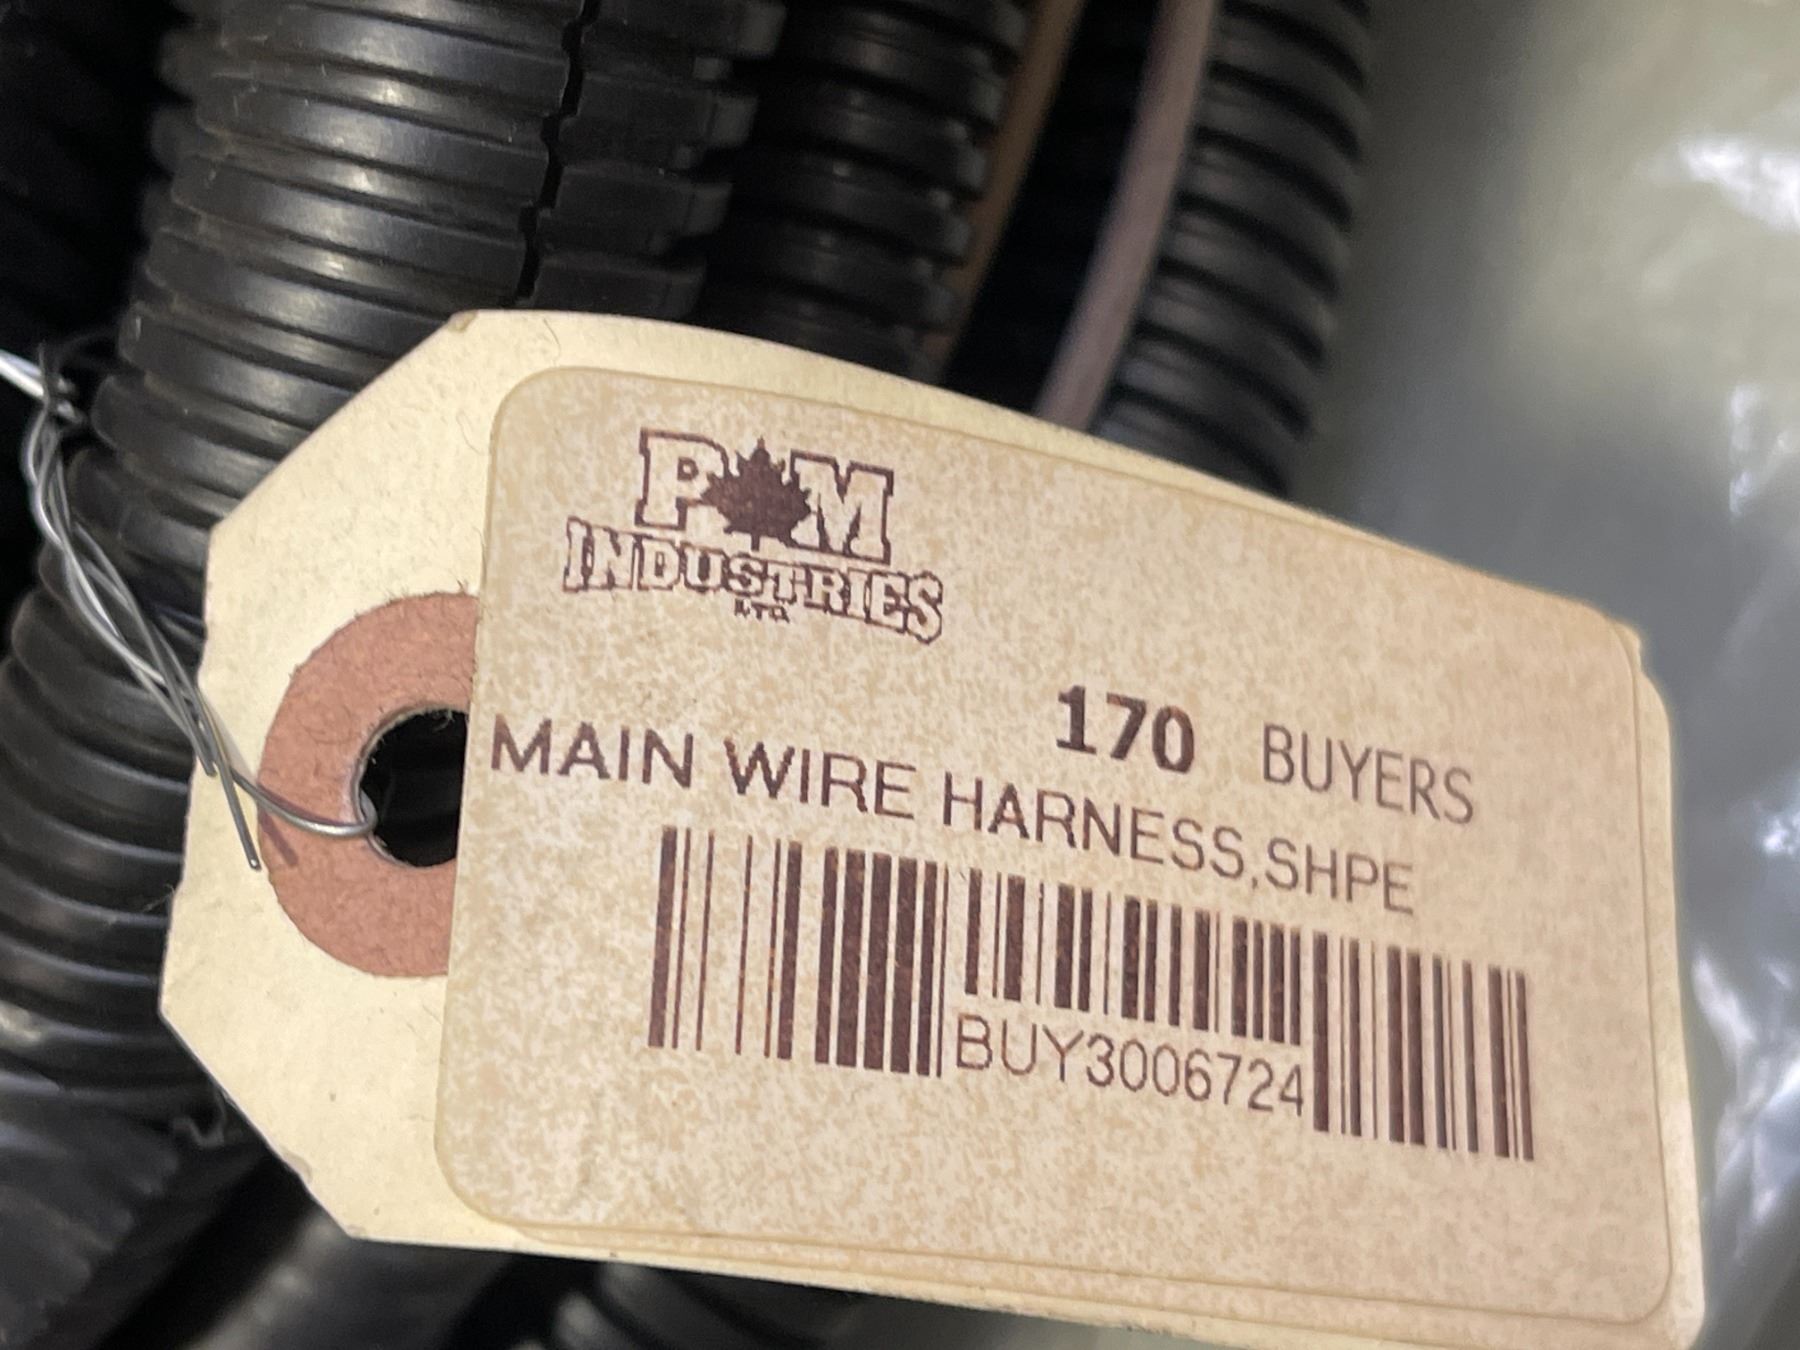 P M
INDUSTRIES
LTD.
170 BUYERS
MAIN WIRE HARNESS,SHPE
BUY3006724